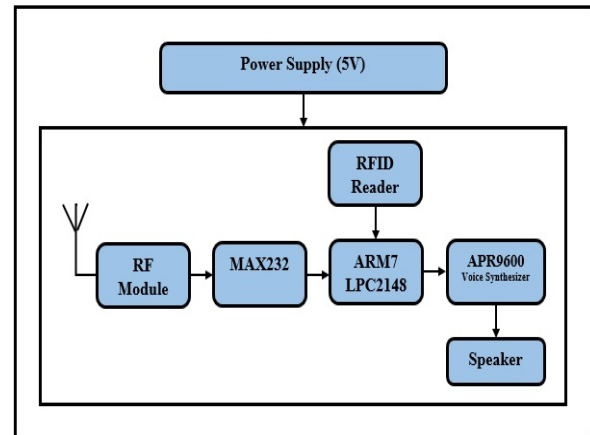 Power Supply (5V)
RFID
Reader
RF
Module
MAX232
ARM7
LPC2148
APR9600
Voice Synthesizer
Speaker